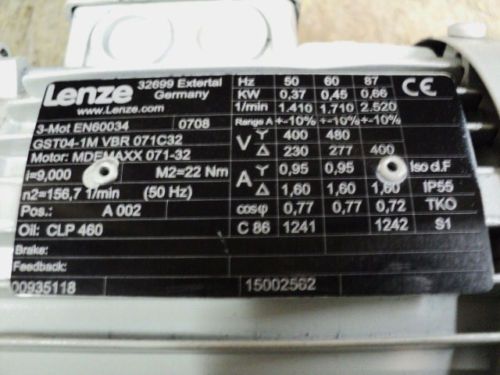 Lenze 32699 Extertal Germany
www.Lenze.com
3-Mot EN60034 0708
GST04-1M VBR 071C32
Motor: MDEMAXX 071-32
i=9,000 M2=22 Nm
n2=156,7 1/min (50 Hz)
Pos.: A 002
Oil: CLP 460
Brake:
Feedback:
00935118 15002562
Hz 50 60 87 CE
KW 0,37 0,45 0,66
1/min 1.410 1.710 2.520
Range A +-10% +-10% +-10%
V Y 400 480
Δ 230 277 400
A Y 0,95 0,95 Iso d.F
Δ 1,60 1,60 1,60 IP55
cosφ 0,77 0,77 0,72 TKO
C 86 1241 1242 S1